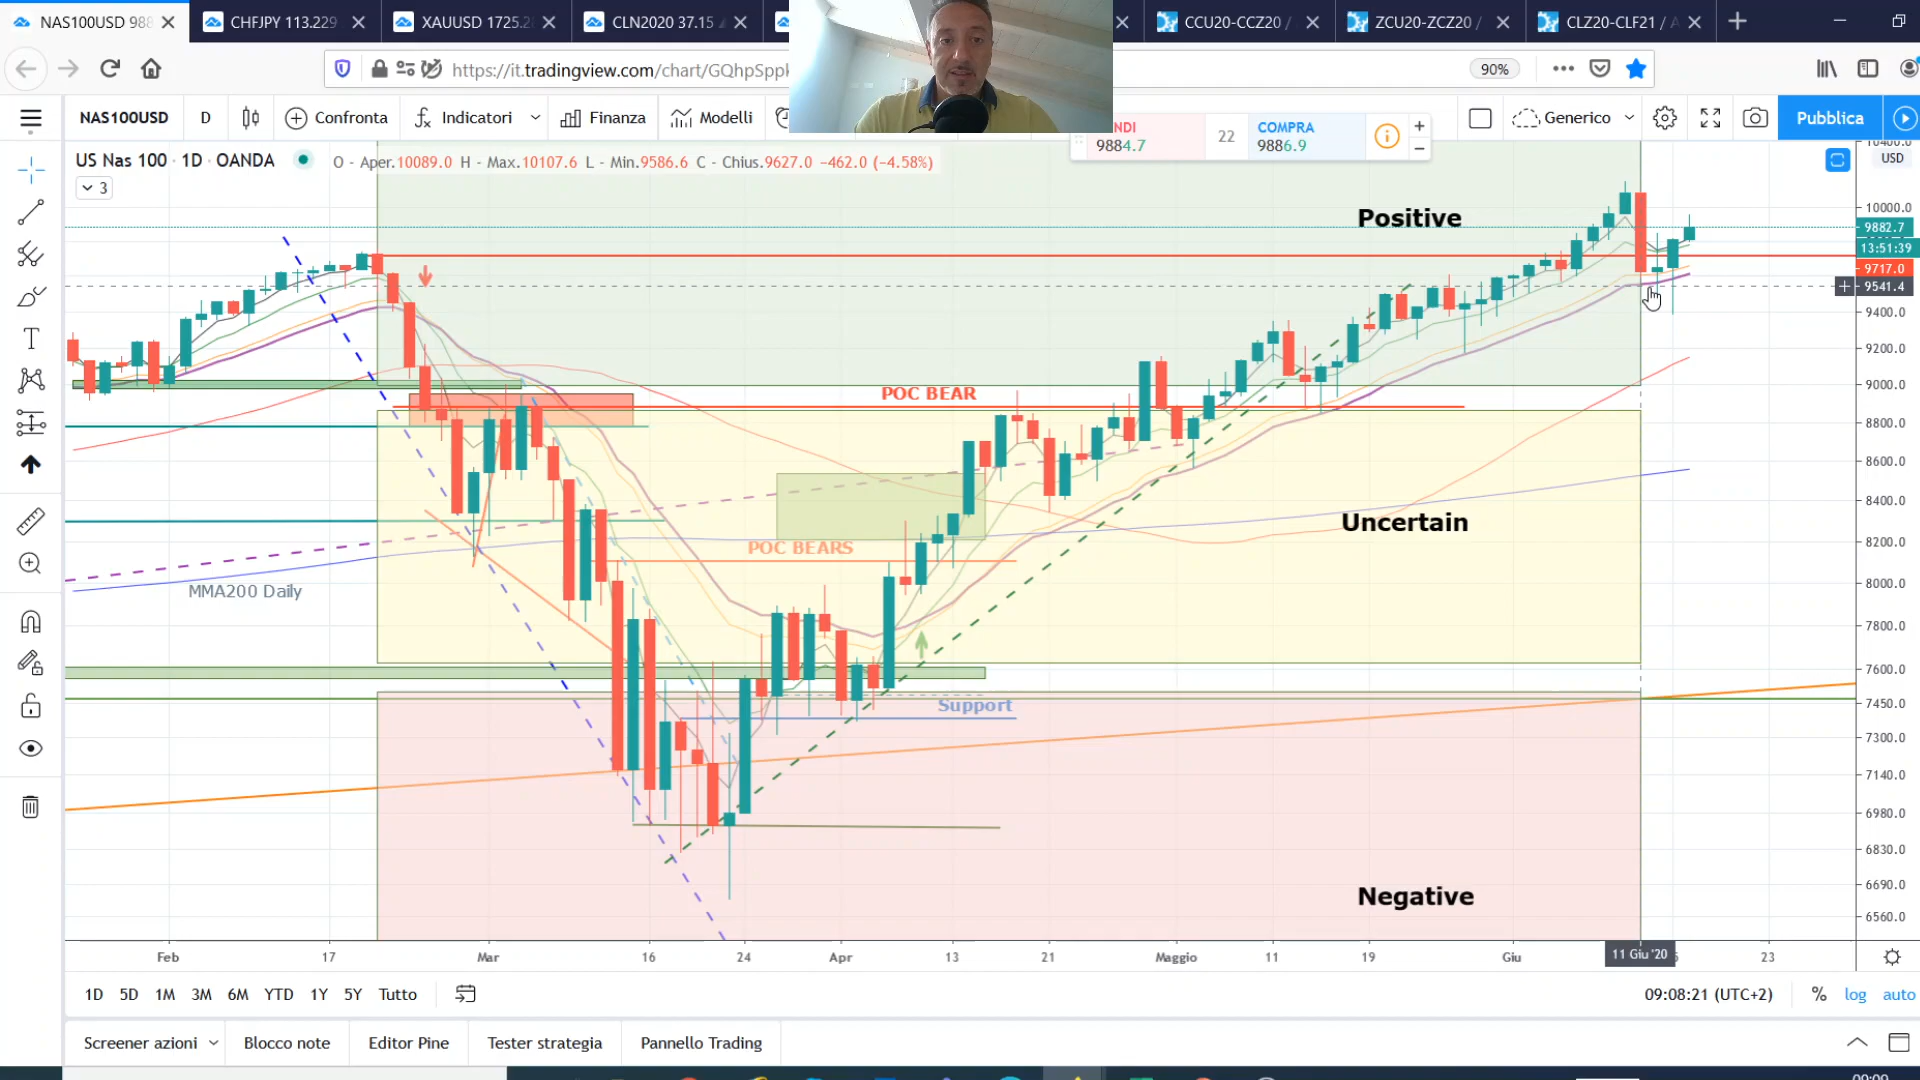 NAS100USD 988
CHFJPY 113.229
XAUUSD 1725.2
CLN2020 37.15
CCU20-CCZ20 /
ZCU20-ZCZ20 /
CLZ20-CLF21 /
https://it.tradingview.com/chart/GQhpSppk
90%
NAS100USD
D
Confronta
Indicatori
Finanza
Modelli
NDI
9884.7
22
COMPRA
9886.9
Generico
Pubblica
US Nas 100 · 1D · OANDA
O - Aper.10089.0 H - Max.10107.6 L - Min.9586.6 C - Chius.9627.0 -462.0 (-4.58%)
3
USD
10400.0
10000.0
9882.7
13:51:39
9717.0
9541.4
9400.0
9200.0
9000.0
8800.0
8600.0
8400.0
8200.0
8000.0
7800.0
7600.0
7450.0
7300.0
7140.0
6980.0
6830.0
6690.0
6560.0
Positive
POC BEAR
Uncertain
POC BEARS
MMA200 Daily
Support
Negative
Feb
17
Mar
16
24
Apr
13
21
Maggio
11
19
Giu
11 Giu '20
23
1D 5D 1M 3M 6M YTD 1Y 5Y Tutto
09:08:21 (UTC+2)
%
log
auto
Screener azioni
Blocco note
Editor Pine
Tester strategia
Pannello Trading